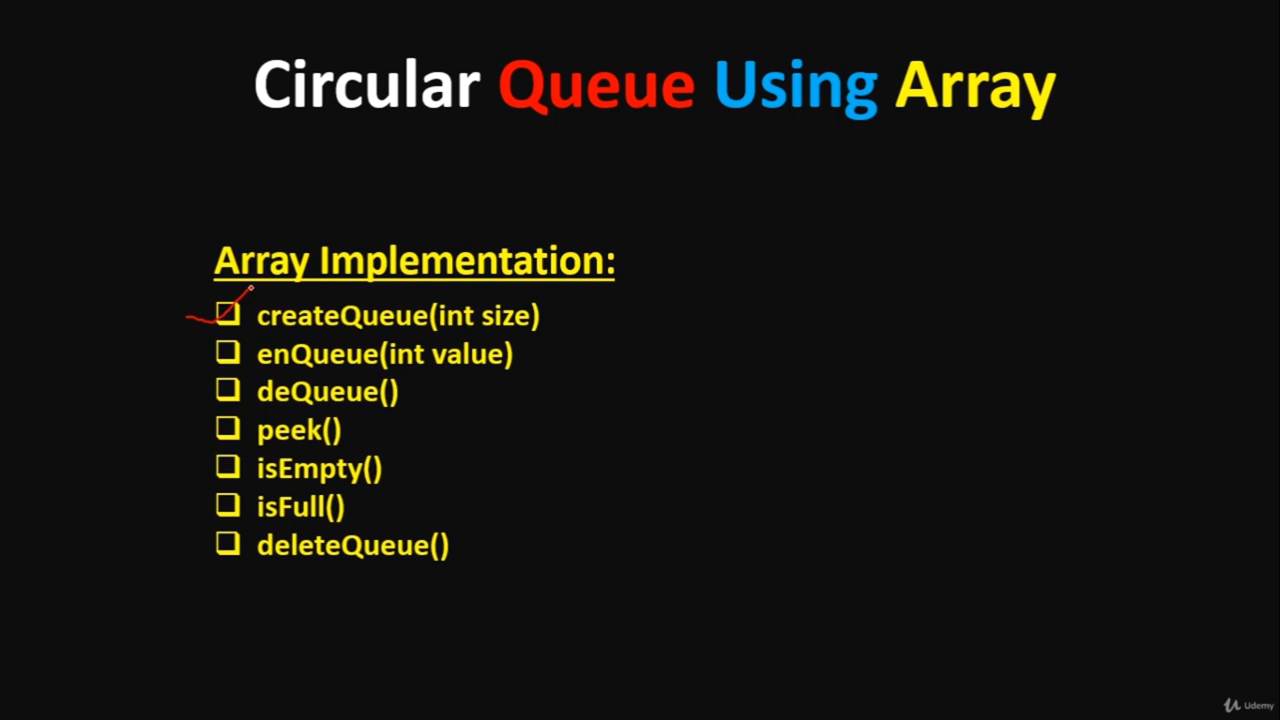 Circular Queue Using Array
Array Implementation:
createQueue(int size)
enQueue(int value)
deQueue()
peek()
isEmpty()
isFull()
deleteQueue()
Udemy